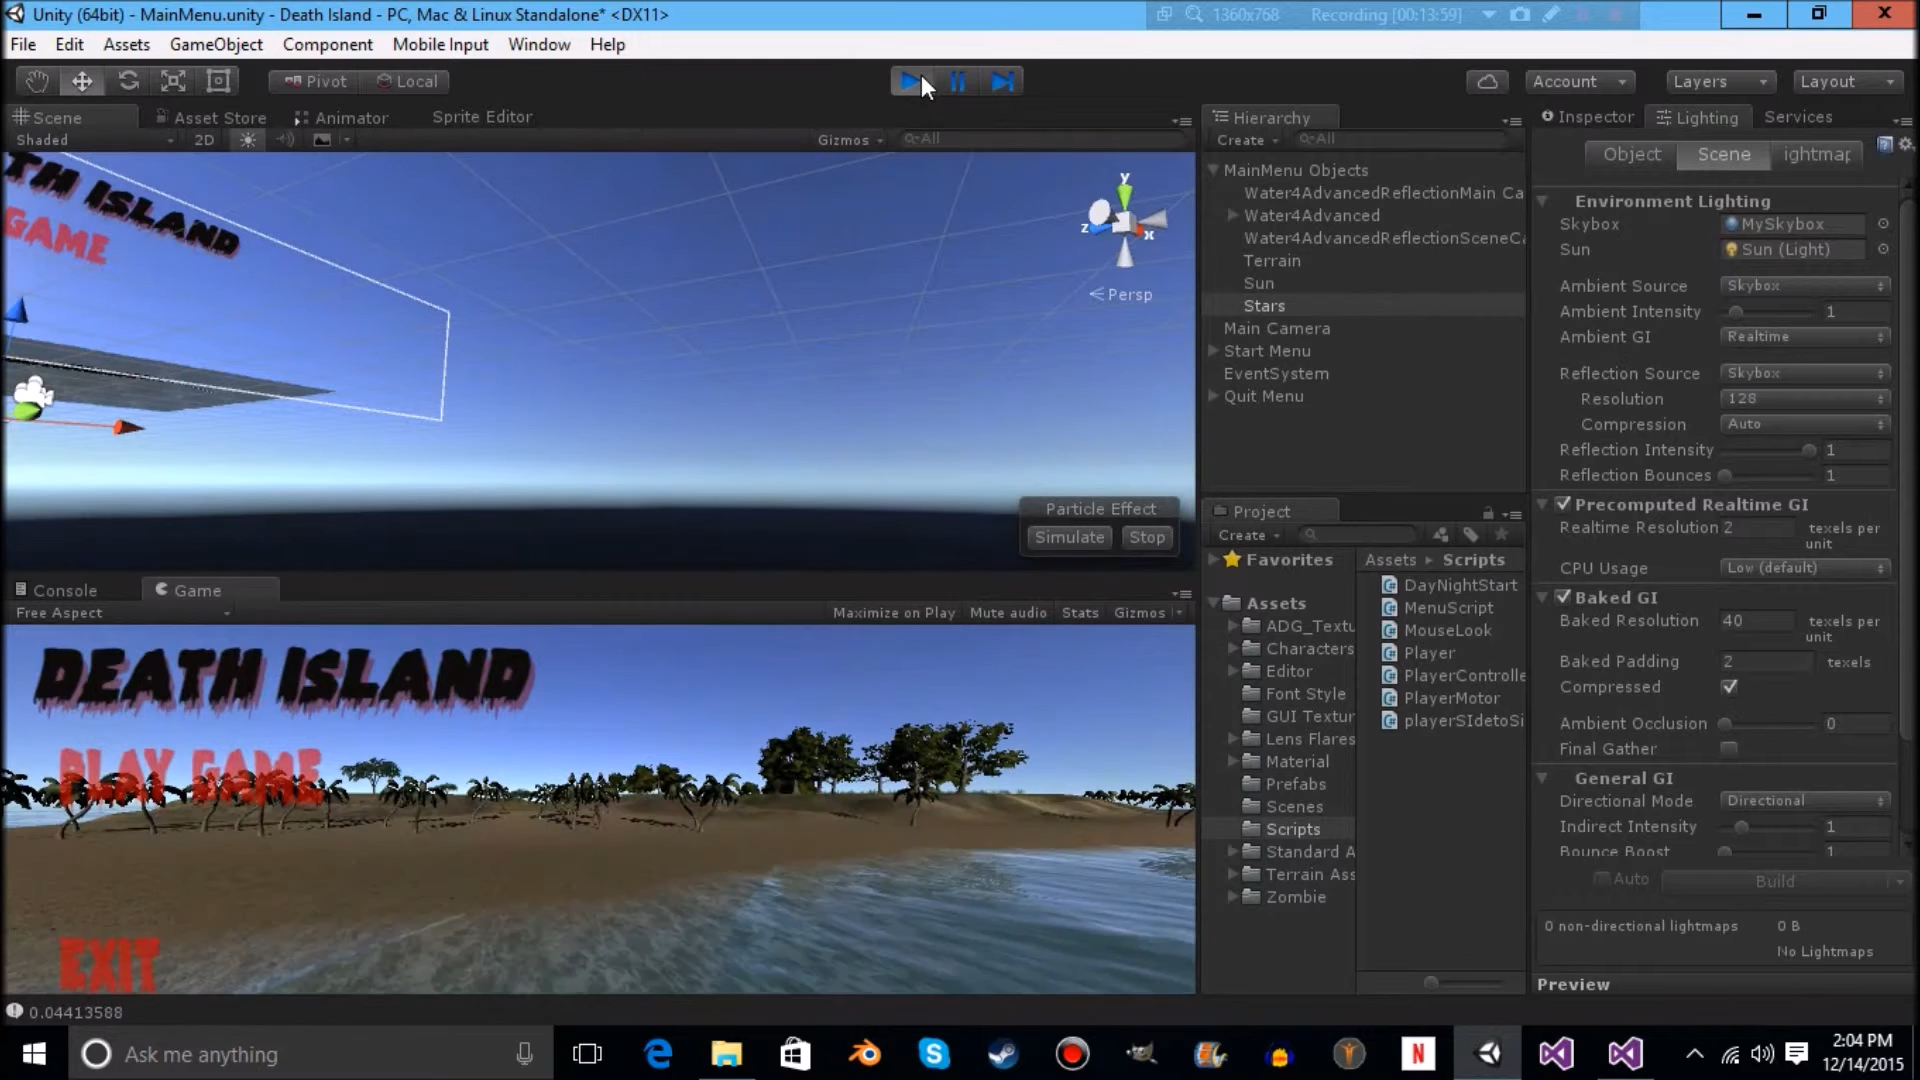 Unity (64bit) - MainMenu.unity - Death Island - PC, Mac & Linux Standalone* <DX11>
1360x768 Recording [00:13:59]
File Edit Assets GameObject Component Mobile Input Window Help
Pivot Local
Account Layers Layout
Scene Asset Store Animator Sprite Editor
Shaded 2D Gizmos All
TH ISLAND
GAME
y
z x
Persp
Particle Effect
Simulate Stop
Console Game
Free Aspect Maximize on Play Mute audio Stats Gizmos
DEATH ISLAND
PLAY GAME
EXIT
0.04413588
Hierarchy
Create All
MainMenu Objects
Water4AdvancedReflectionMain Ca
Water4Advanced
Water4AdvancedReflectionSceneCa
Terrain
Sun
Stars
Main Camera
Start Menu
EventSystem
Quit Menu
Project
Create
Favorites
Assets
ADG_Textu
Characters
Editor
Font Style
GUI Textur
Lens Flares
Material
Prefabs
Scenes
Scripts
Standard A
Terrain Ass
Zombie
Assets Scripts
DayNightStart
MenuScript
MouseLook
Player
PlayerControlle
PlayerMotor
playerSIdetoSi
Inspector Lighting Services
Object Scene ightmap
Environment Lighting
Skybox MySkybox
Sun Sun (Light)
Ambient Source Skybox
Ambient Intensity 1
Ambient GI Realtime
Reflection Source Skybox
Resolution 128
Compression Auto
Reflection Intensity 1
Reflection Bounces 1
Precomputed Realtime GI
Realtime Resolution 2 texels per
unit
CPU Usage Low (default)
Baked GI
Baked Resolution 40 texels per
unit
Baked Padding 2 texels
Compressed
Ambient Occlusion 0
Final Gather
General GI
Directional Mode Directional
Indirect Intensity 1
Bounce Boost 1
Auto Build
0 non-directional lightmaps 0 B
No Lightmaps
Preview
Ask me anything
N
2:04 PM
12/14/2015